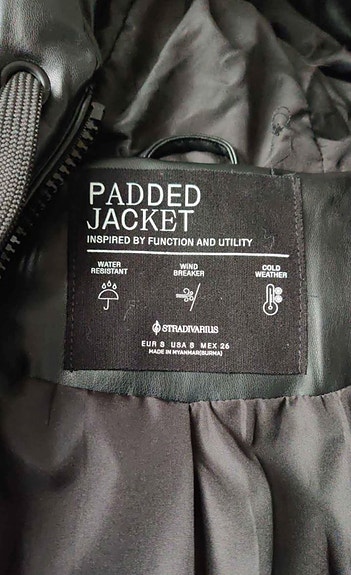 PADDED
JACKET
INSPIRED BY FUNCTION AND UTILITY
WATER RESISTANT
WIND BREAKER
COLD WEATHER
STRADIVARIUS
EUR S USA S MEX 26
MADE IN MYANMAR(BURMA)